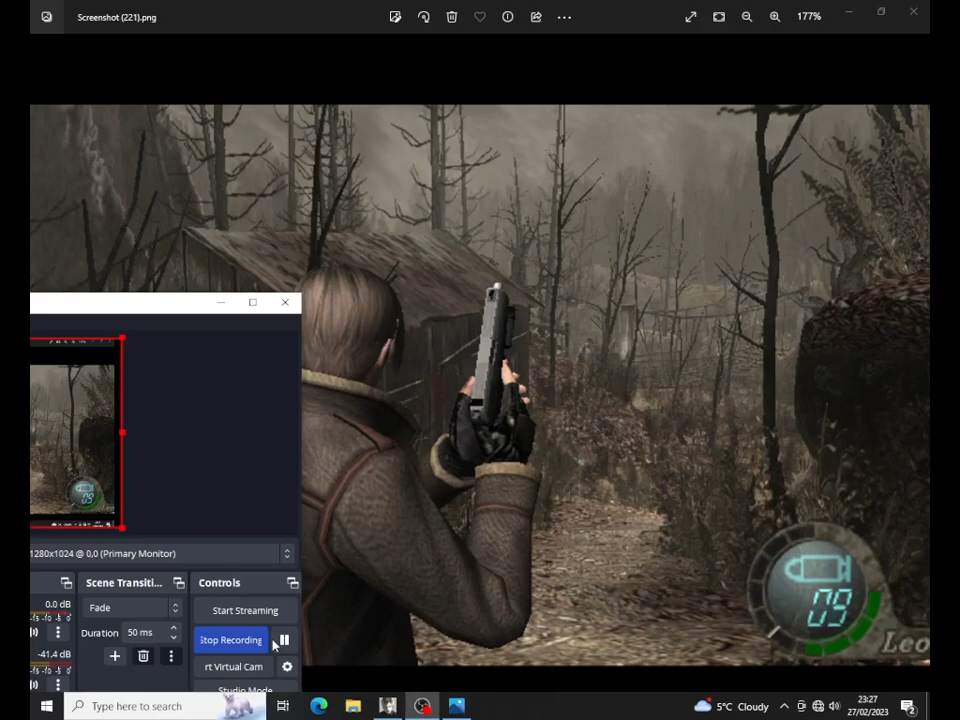 Screenshot (221).png
177%
1280x1024 @ 0,0 (Primary Monitor)
Scene Transiti...
Controls
0.0 dB
Fade
Start Streaming
Duration
50 ms
Stop Recording
-41.4 dB
rt Virtual Cam
Studio Mode
09
Leo
09
Type here to search
5°C Cloudy
23:27
27/02/2023
2